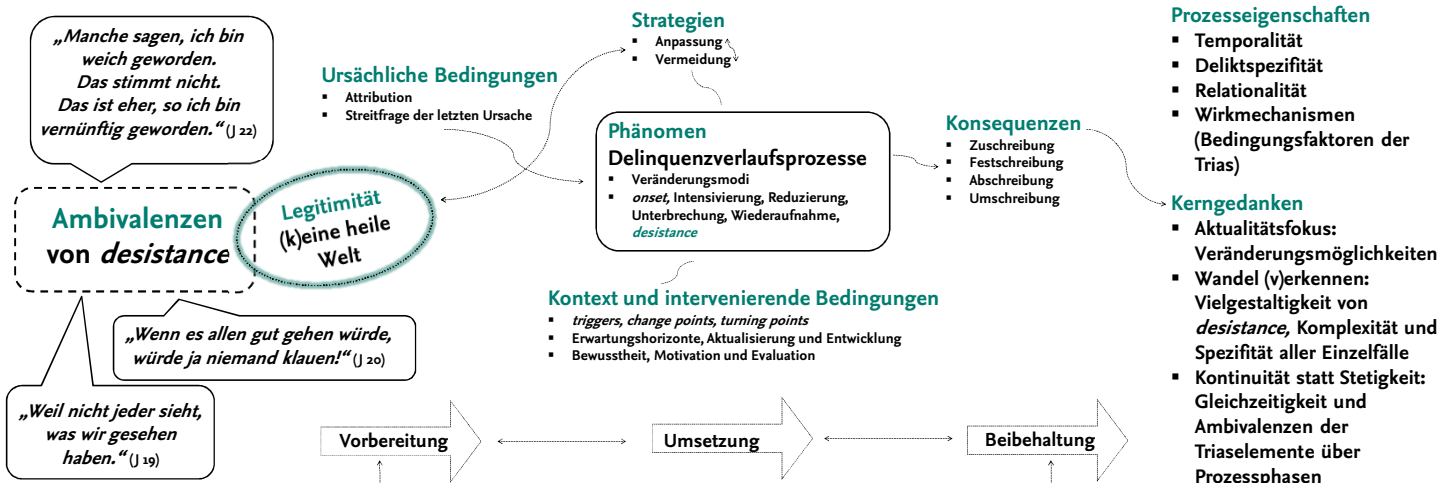 „Manche sagen, ich bin
weich geworden.
Das stimmt nicht.
Das ist eher, so ich bin
vernünftig geworden.“ (J 22)
Ambivalenzen
von desistance
Legitimität
(k)eine heile
Welt
„Wenn es allen gut gehen würde,
würde ja niemand klauen!“ (J 20)
„Weil nicht jeder sieht,
was wir gesehen
haben.“ (J 19)
Ursächliche Bedingungen
▪ Attribution
▪ Streitfrage der letzten Ursache
Strategien
▪ Anpassung
▪ Vermeidung
Phänomen
Delinquenzverlaufsprozesse
▪ Veränderungsmodi
▪ onset, Intensivierung, Reduzierung,
Unterbrechung, Wiederaufnahme,
desistance
Konsequenzen
▪ Zuschreibung
▪ Festschreibung
▪ Abschreibung
▪ Umschreibung
Kontext und intervenierende Bedingungen
▪ triggers, change points, turning points
▪ Erwartungshorizonte, Aktualisierung und Entwicklung
▪ Bewusstheit, Motivation und Evaluation
Vorbereitung
Umsetzung
Beibehaltung
Prozesseigenschaften
▪ Temporalität
▪ Deliktspezifität
▪ Relationalität
▪ Wirkmechanismen
(Bedingungsfaktoren der
Trias)
Kerngedanken
▪ Aktualitätsfokus:
Veränderungsmöglichkeiten
▪ Wandel (v)erkennen:
Vielgestaltigkeit von
desistance, Komplexität und
Spezifität aller Einzelfälle
▪ Kontinuität statt Stetigkeit:
Gleichzeitigkeit und
Ambivalenzen der
Triaselemente über
Prozessphasen